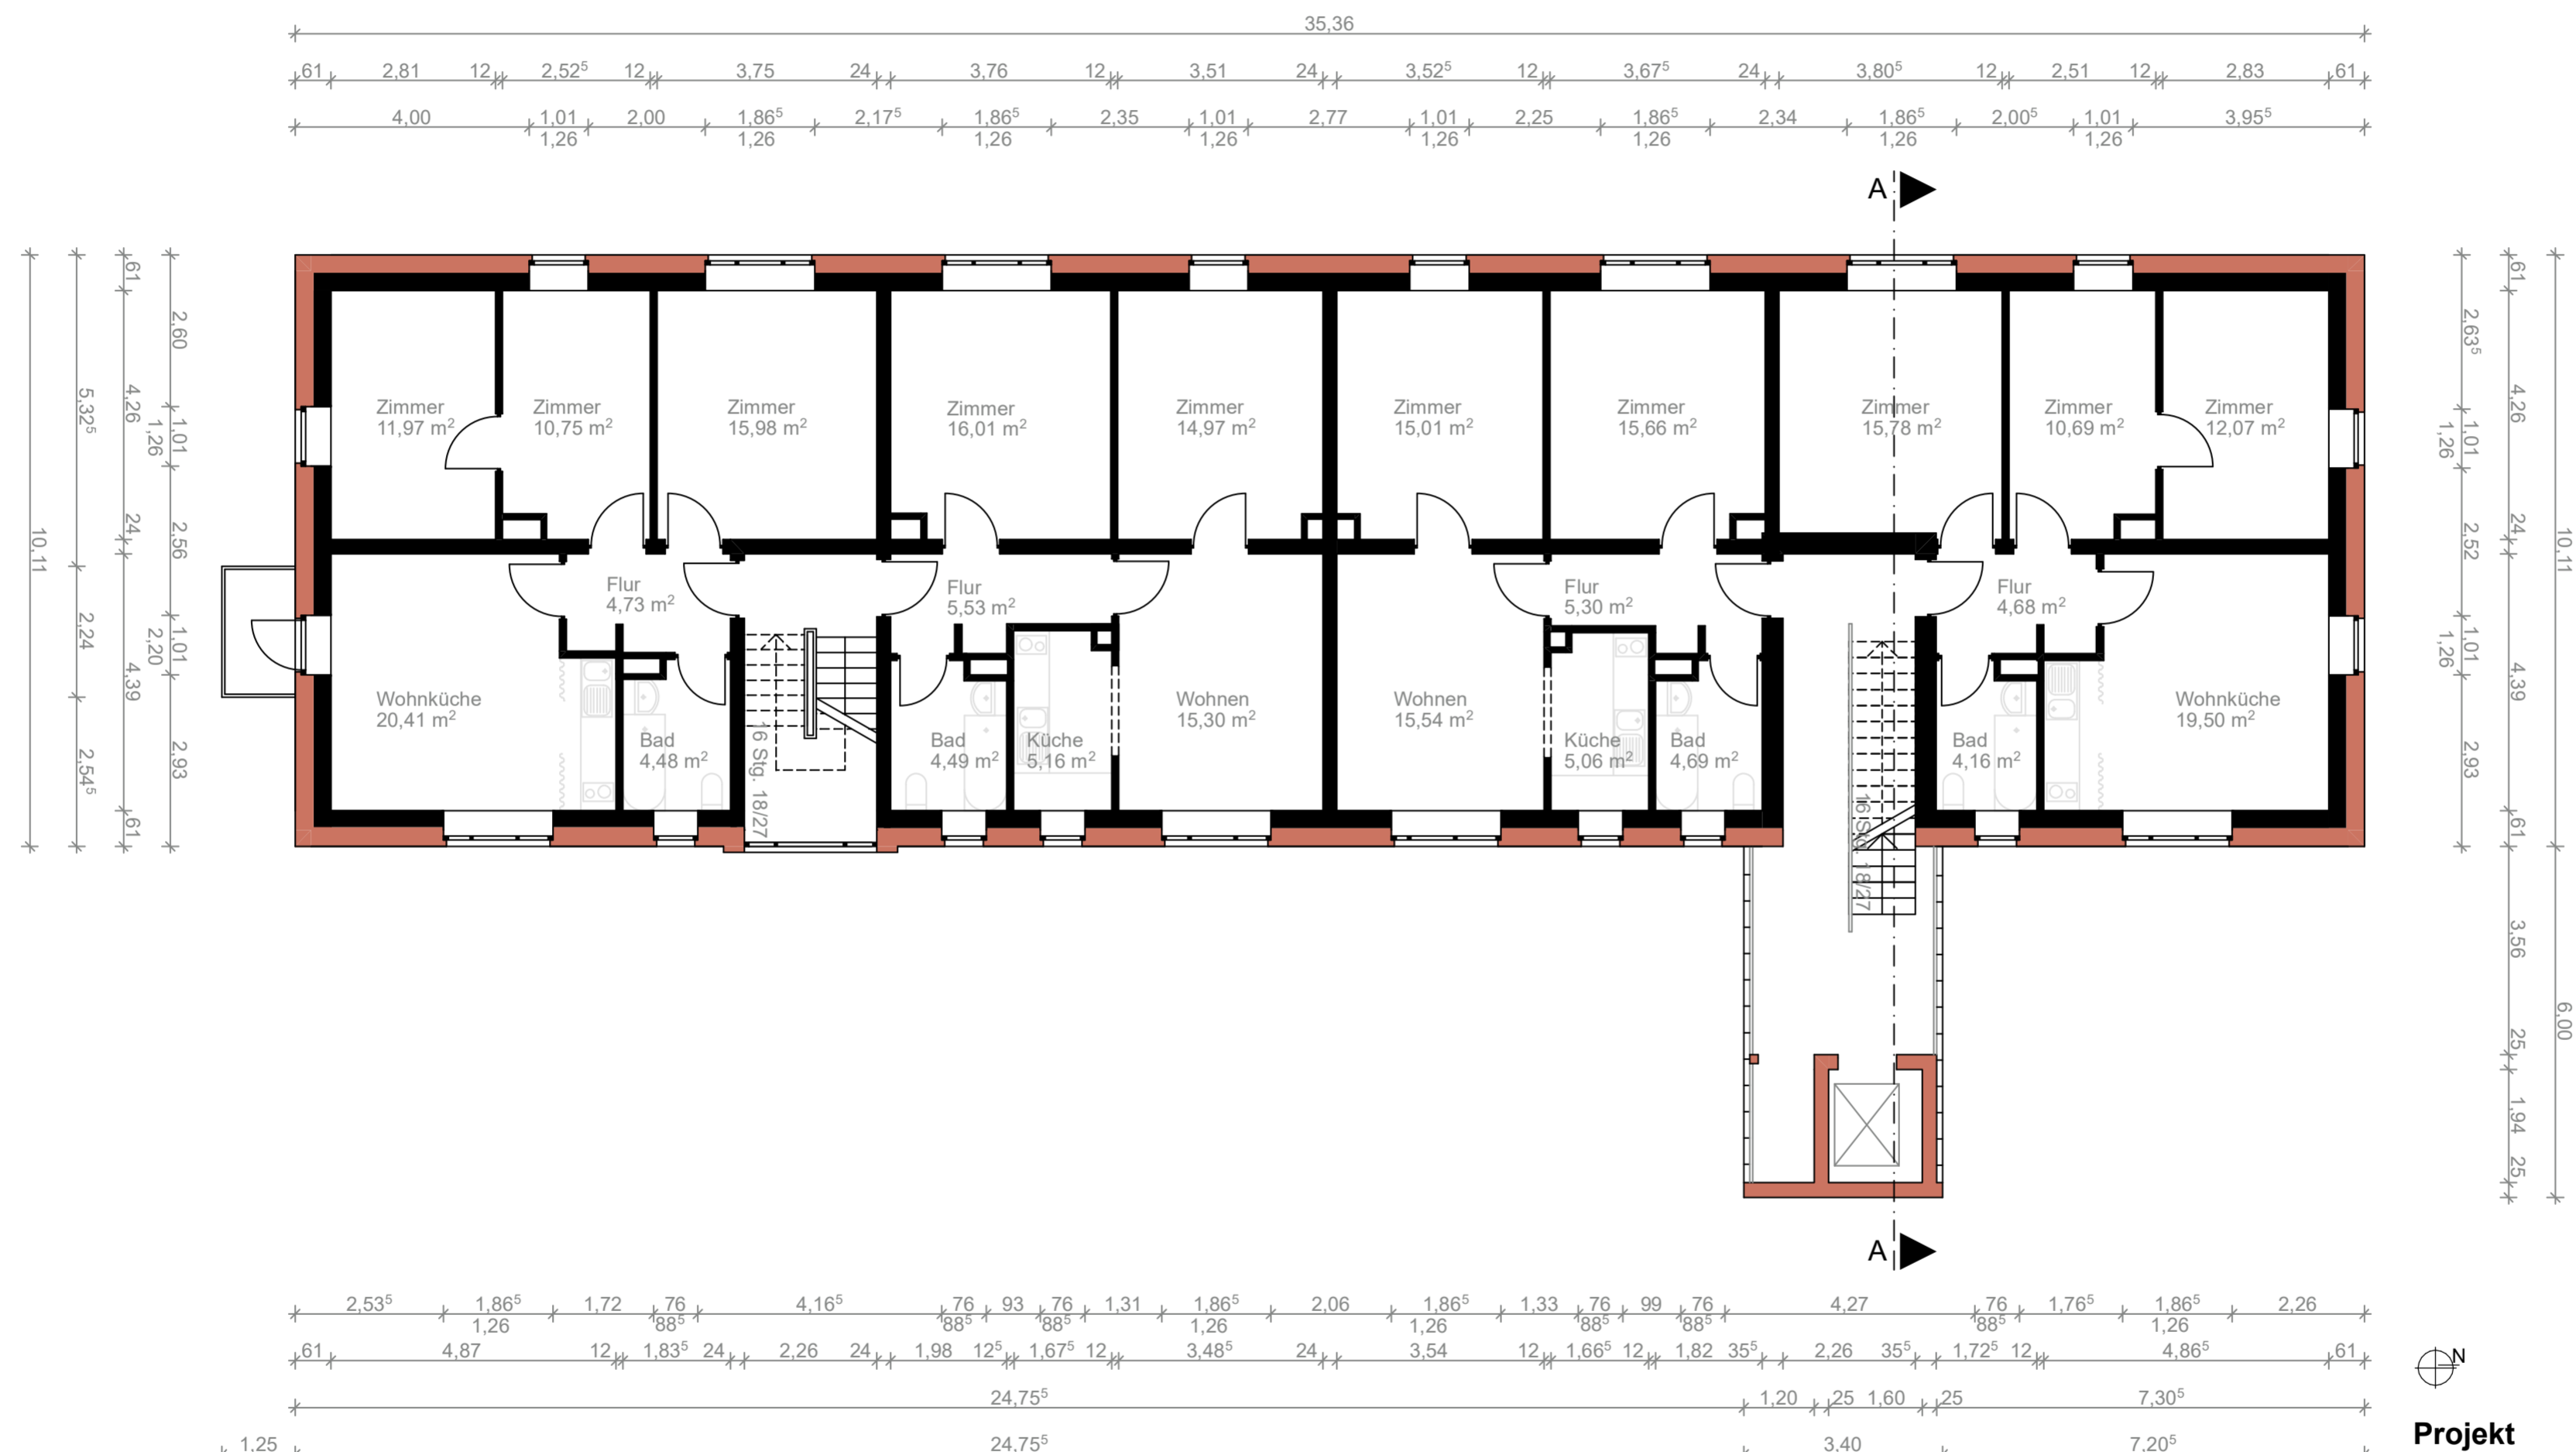 35,36
61 2,81 12 2,52⁵ 12 3,75 24 3,76 12 3,51 24 3,52⁵ 12 3,67⁵ 24 3,80⁵ 12 2,51 12 2,83 61
4,00 1,01 2,00 1,86⁵ 2,17⁵ 1,86⁵ 2,35 1,01 2,77 1,01 2,25 1,86⁵ 2,34 1,86⁵ 2,00⁵ 1,01 3,95⁵
1,26 1,26 1,26 1,26 1,26 1,26 1,26 1,26
A
10,11
5,32⁵ 2,24 2,54⁵
61 4,26 24 4,39 61
2,60 1,01 2,56 1,01 2,93
1,26 2,20
Zimmer
11,97 m²
Zimmer
10,75 m²
Zimmer
15,98 m²
Zimmer
16,01 m²
Zimmer
14,97 m²
Zimmer
15,01 m²
Zimmer
15,66 m²
Zimmer
15,78 m²
Zimmer
10,69 m²
Zimmer
12,07 m²
Flur
4,73 m²
Flur
5,53 m²
Flur
5,30 m²
Flur
4,68 m²
Wohnküche
20,41 m²
Bad
4,48 m²
16 Stg. 18/27
Bad
4,49 m²
Küche
5,16 m²
Wohnen
15,30 m²
Wohnen
15,54 m²
Küche
5,06 m²
Bad
4,69 m²
16 Stg. 18/27
Bad
4,16 m²
Wohnküche
19,50 m²
2,63⁵ 1,01 2,52 1,01 2,93
1,26 1,26
61 4,26 24 4,39 61 3,56 25 1,94 25
10,11 6,00
A
2,53⁵ 1,86⁵ 1,72 76 4,16⁵ 76 93 76 1,31 1,86⁵ 2,06 1,86⁵ 1,33 76 99 76 4,27 76 1,76⁵ 1,86⁵ 2,26
1,26 88⁵ 88⁵ 88⁵ 1,26 1,26 88⁵ 88⁵ 88⁵ 1,26
61 4,87 12 1,83⁵ 24 2,26 24 1,98 12⁵ 1,67⁵ 12 3,48⁵ 24 3,54 12 1,66⁵ 12 1,82 35⁵ 2,26 35⁵ 1,72⁵ 12 4,86⁵ 61
24,75⁵ 1,20 25 1,60 25 7,30⁵
1,25 24,75⁵ 3,40 7,20⁵
N
Projekt